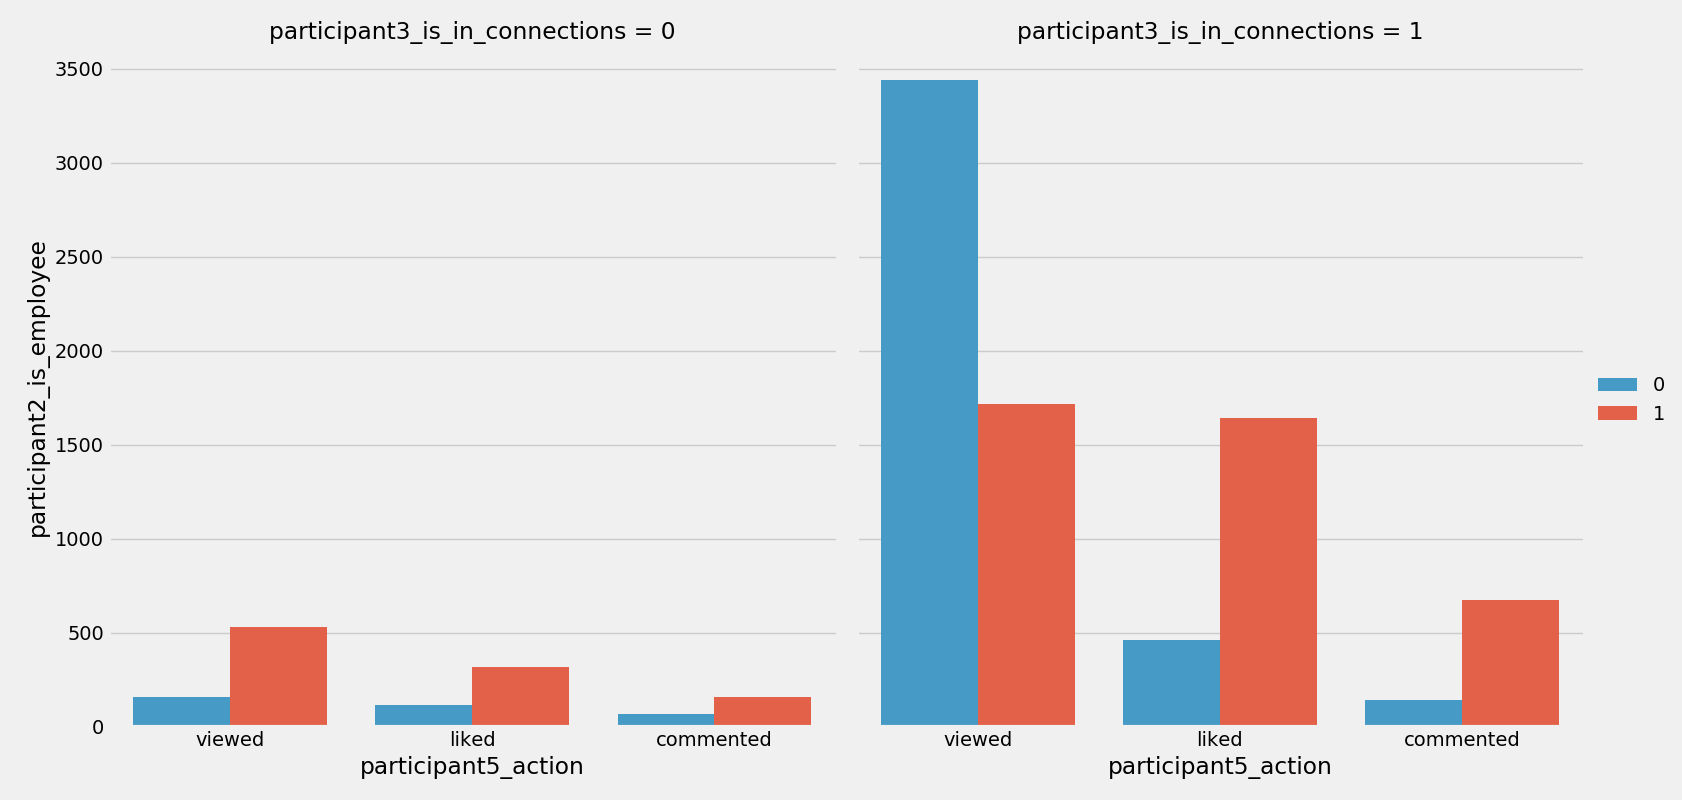 participant3_is_in_connections = 0
participant3_is_in_connections = 1
participant2_is_employee
3500
3000
2500
2000
1500
1000
500
0
viewed
liked
commented
participant5_action
viewed
liked
commented
participant5_action
0
1